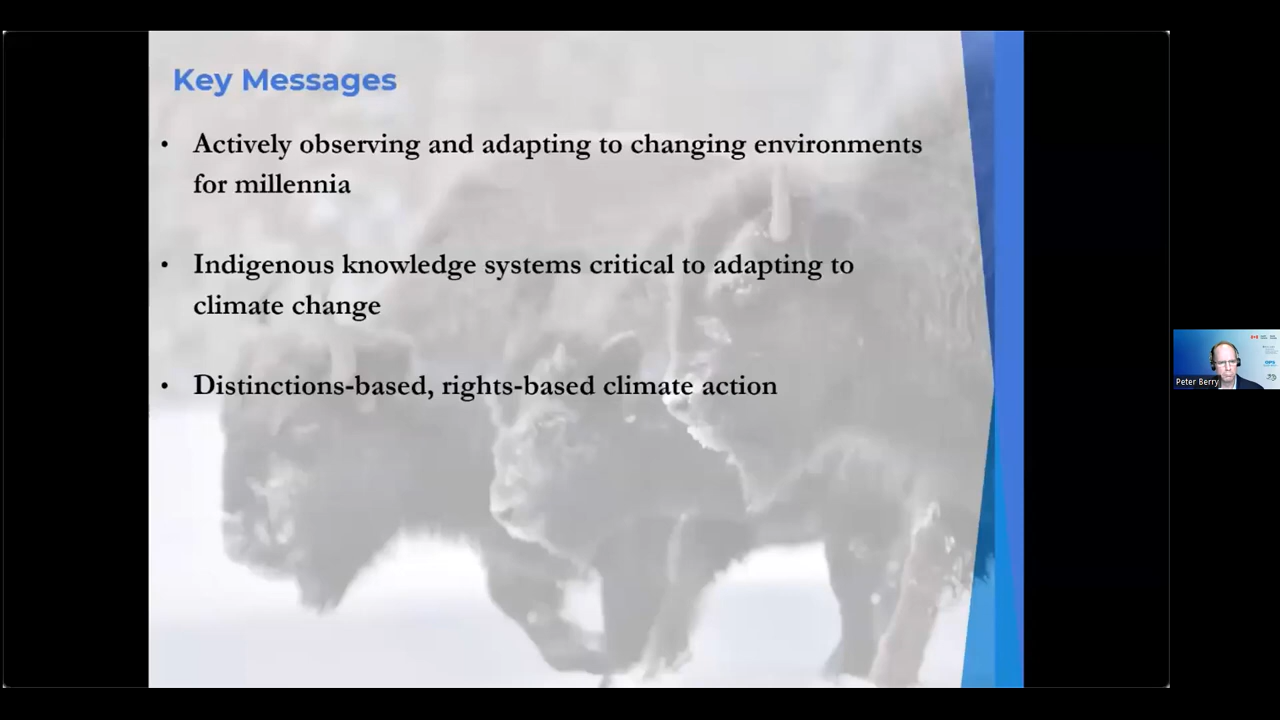 Key Messages
• Actively observing and adapting to changing environments
for millennia
• Indigenous knowledge systems critical to adapting to
climate change
• Distinctions-based, rights-based climate action
Peter Berry